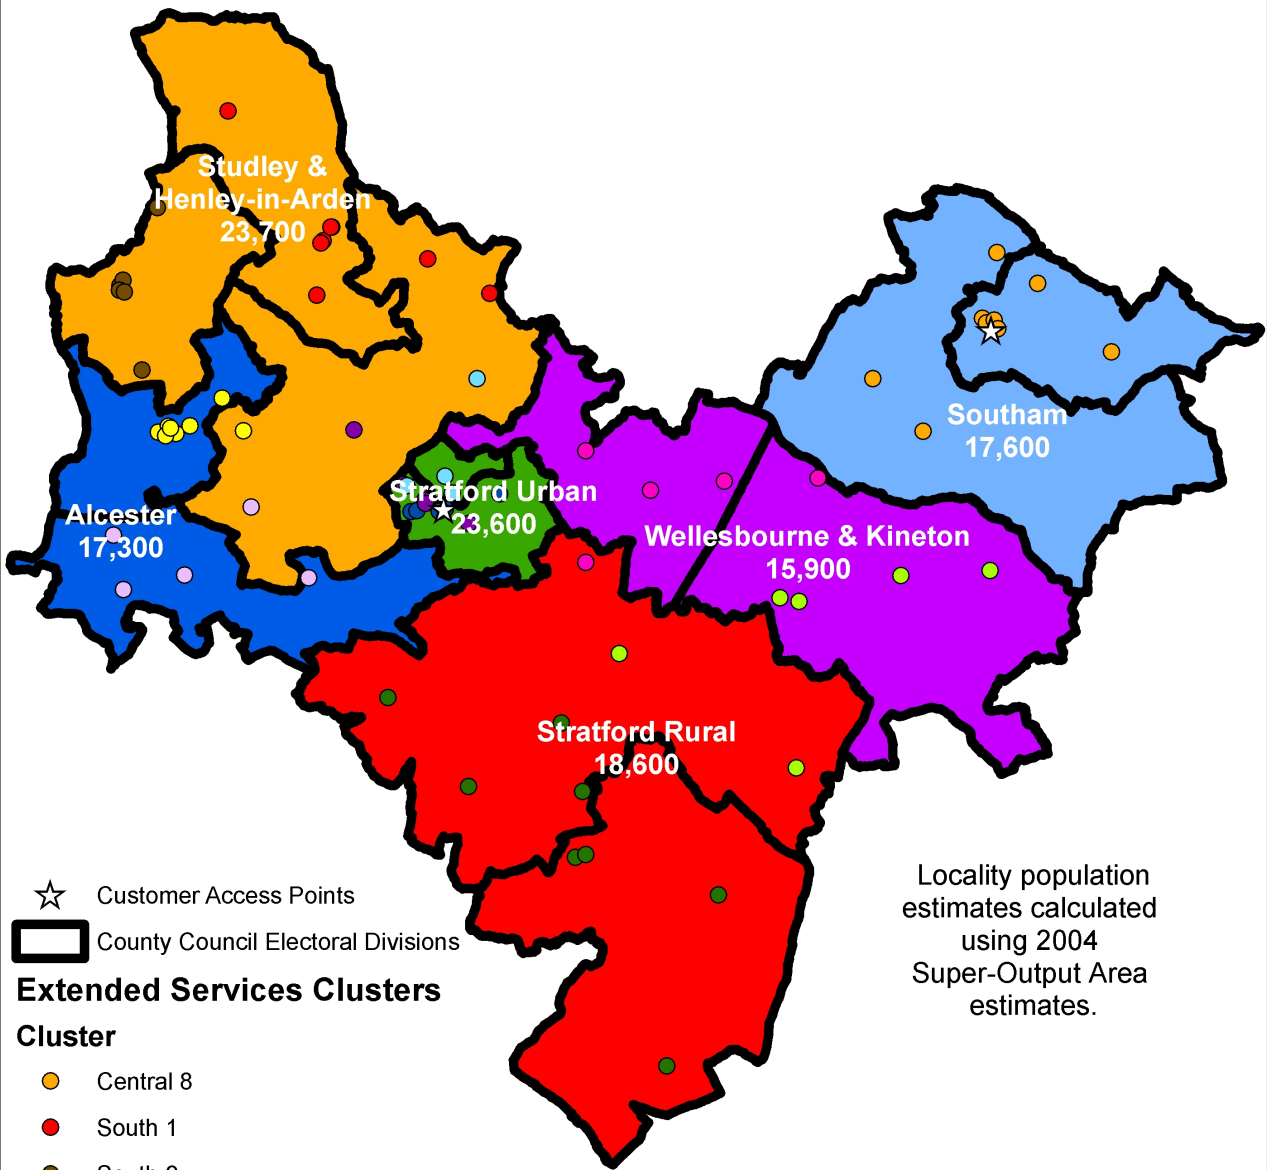 Studley &
Henley-in-Arden
23,700
Southam
17,600
Stratford Urban
23,600
Alcester
17,300
Wellesbourne & Kineton
15,900
Stratford Rural
18,600
Customer Access Points
County Council Electoral Divisions
Extended Services Clusters
Cluster
Central 8
South 1
Locality population
estimates calculated
using 2004
Super-Output Area
estimates.